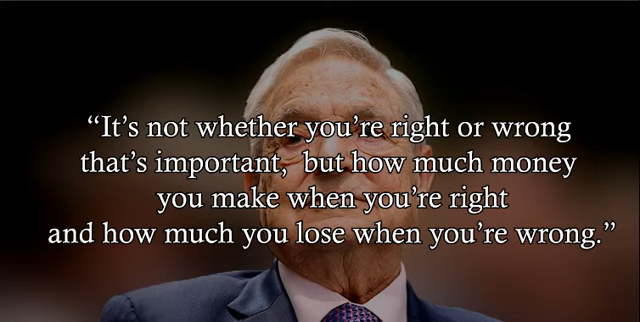 “It’s not whether you’re right or wrong
that’s important,  but how much money
you make when you’re right
and how much you lose when you’re wrong.”